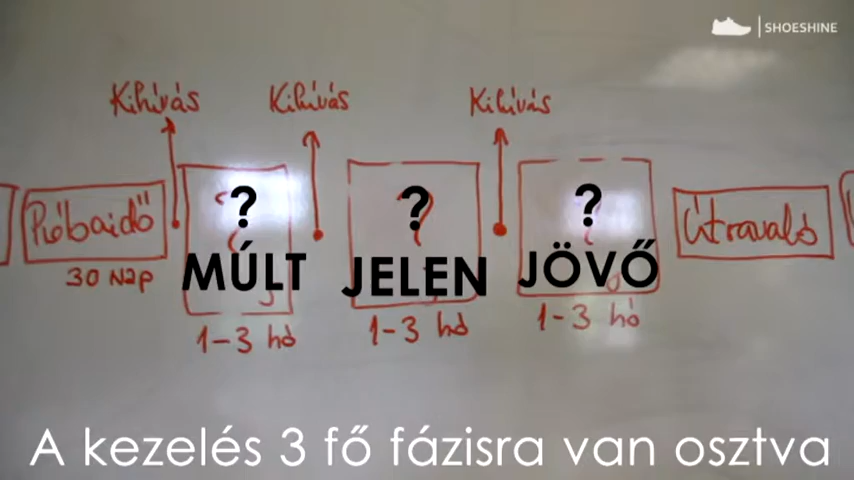 SHOESHINE
Kihívás
Kihívás
Kihívás
Próbaidő
30 Nap
?
MÚLT
1-3 hó
?
JELEN
1-3 hó
?
JÖVŐ
1-3 hó
Útravaló
A kezelés 3 fő fázisra van osztva